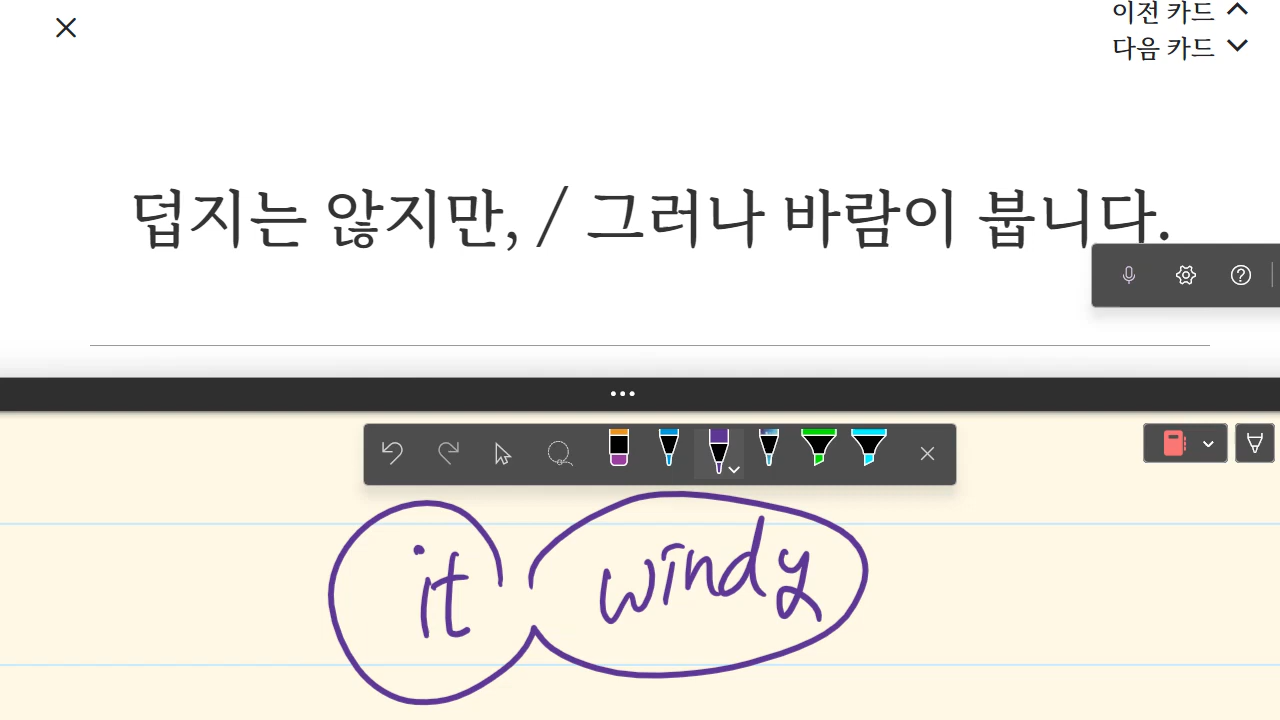 이전 카드
다음 카드
덥지는 않지만, / 그러나 바람이 붑니다.
it windy